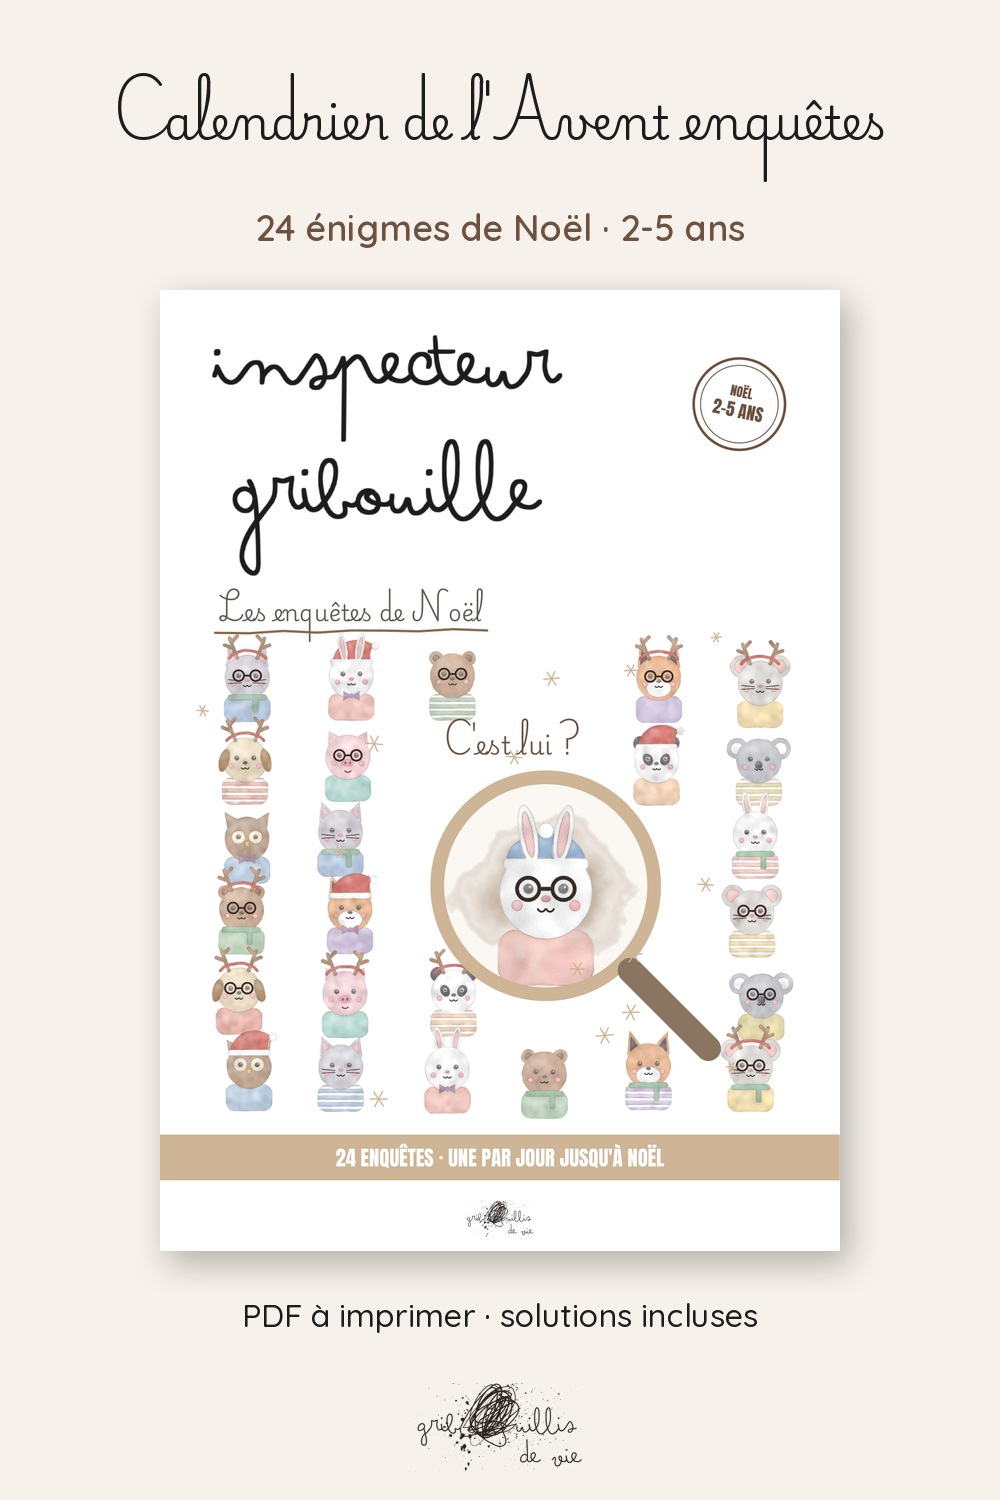 Calendrier de l'Avent enquêtes
24 énigmes de Noël · 2-5 ans
inspecteur
gribouille
NOËL
2-5 ANS
Les enquêtes de Noël
C'est lui ?
24 ENQUÊTES · UNE PAR JOUR JUSQU'À NOËL
de vie
PDF à imprimer · solutions incluses
de vie